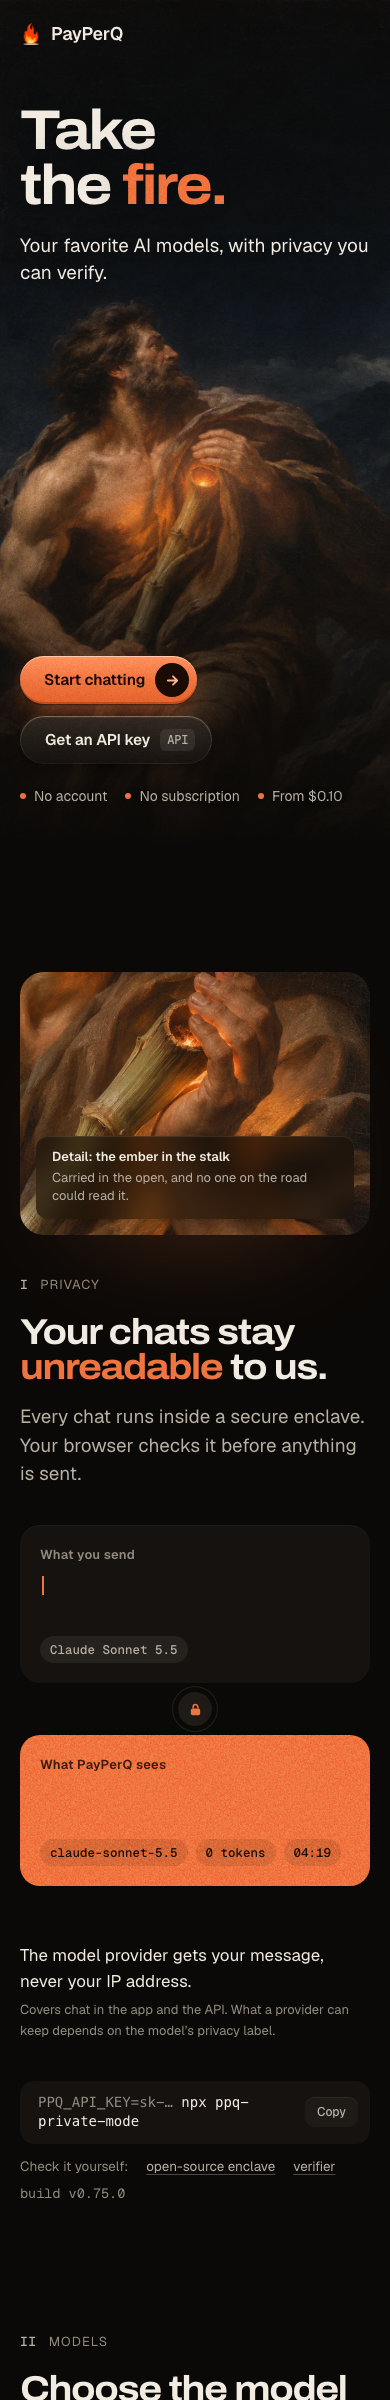 PayPerQ
Take
the fire.
Your favorite AI models, with privacy you
can verify.
Start chatting
Get an API key API
No account No subscription From $0.10
Detail: the ember in the stalk
Carried in the open, and no one on the road
could read it.
I PRIVACY
Your chats stay
unreadable to us.
Every chat runs inside a secure enclave.
Your browser checks it before anything
is sent.
What you send
Claude Sonnet 5.5
What PayPerQ sees
claude-sonnet-5.5 0 tokens 04:19
The model provider gets your message,
never your IP address.
Covers chat in the app and the API. What a provider can
keep depends on the model's privacy label.
PPQ_API_KEY=sk-… npx ppq-
private-mode
Copy
Check it yourself: open-source enclave verifier
build v0.75.0
II MODELS
Choose the model